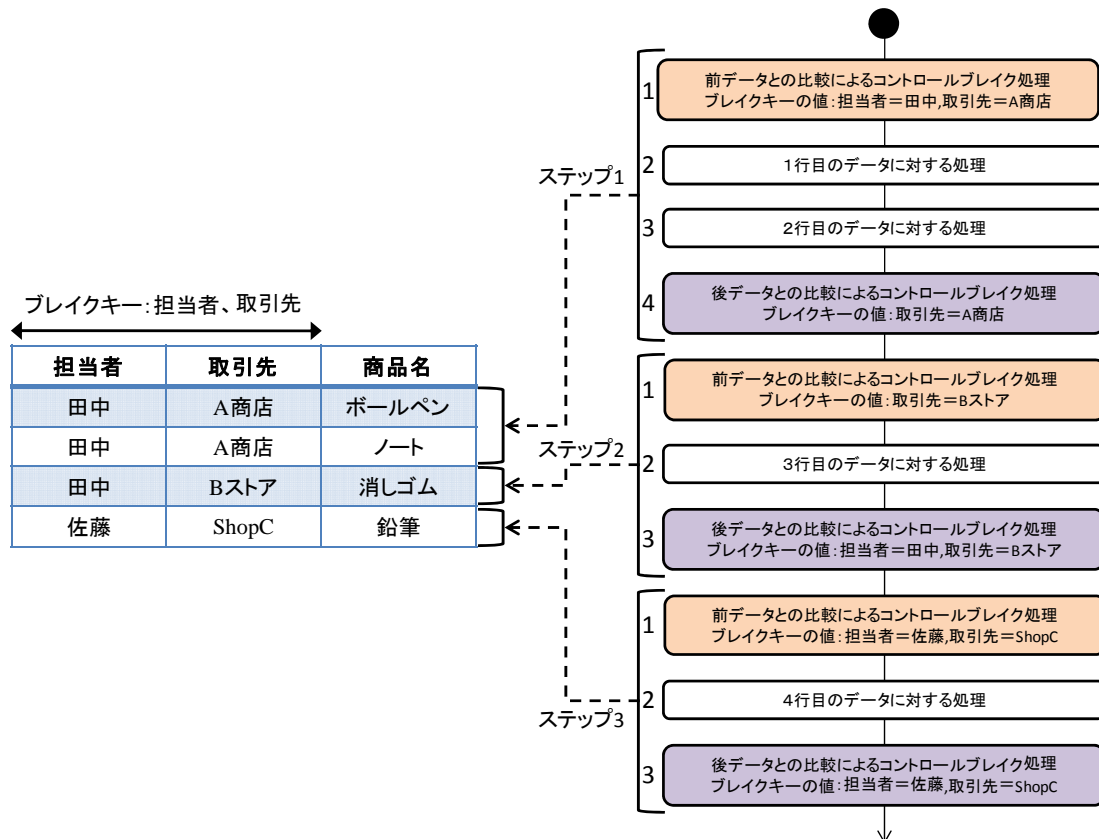 ブレイクキー：担当者、取引先
担当者 取引先 商品名
田中 A商店 ボールペン
田中 A商店 ノート
田中 Bストア 消しゴム
佐藤 ShopC 鉛筆
ステップ1
1
前データとの比較によるコントロールブレイク処理
ブレイクキーの値：担当者＝田中,取引先＝A商店
2
１行目のデータに対する処理
3
２行目のデータに対する処理
4
後データとの比較によるコントロールブレイク処理
ブレイクキーの値：取引先＝A商店
ステップ2
1
前データとの比較によるコントロールブレイク処理
ブレイクキーの値：取引先＝Bストア
2
３行目のデータに対する処理
3
後データとの比較によるコントロールブレイク処理
ブレイクキーの値：担当者＝田中,取引先＝Bストア
ステップ3
1
前データとの比較によるコントロールブレイク処理
ブレイクキーの値：担当者＝佐藤,取引先＝ShopC
2
４行目のデータに対する処理
3
後データとの比較によるコントロールブレイク処理
ブレイクキーの値：担当者＝佐藤,取引先＝ShopC